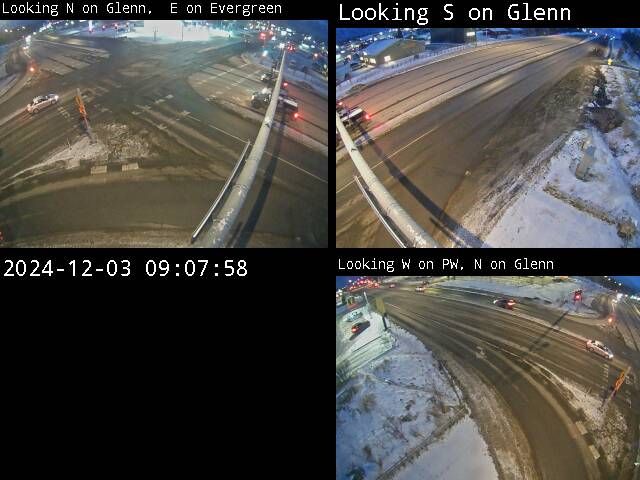 Looking N on Glenn, E on Evergreen
Looking S on Glenn
2024-12-03 09:07:58
Looking W on PW, N on Glenn